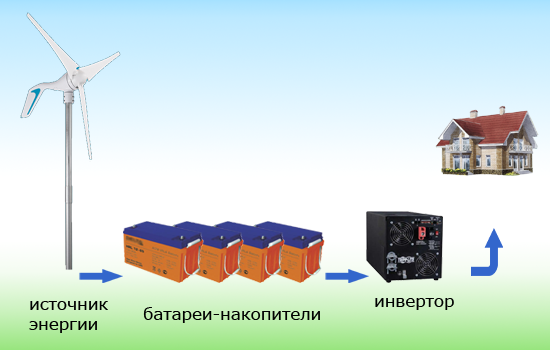 источник
энергии
батареи-накопители
инвертор